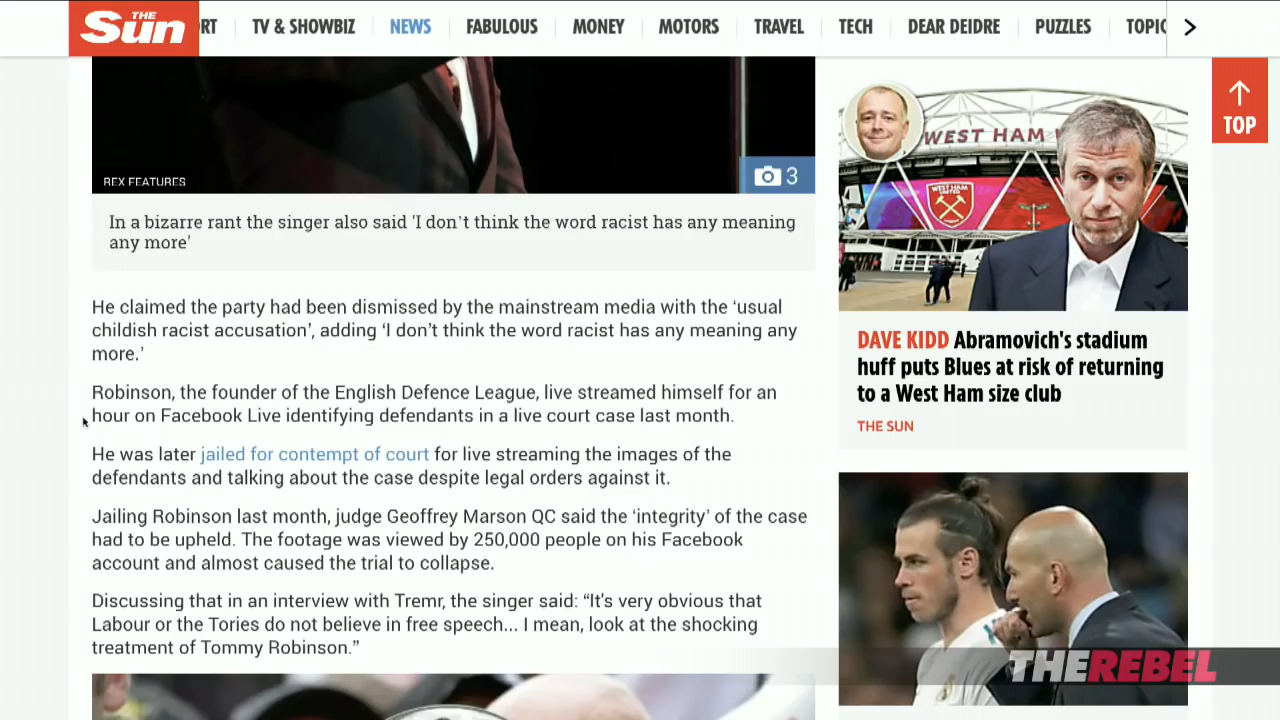 THE
Sun
RT
TV & SHOWBIZ
NEWS
FABULOUS
MONEY
MOTORS
TRAVEL
TECH
DEAR DEIDRE
PUZZLES
TOPIC
TOP
REX FEATURES
3
In a bizarre rant the singer also said 'I don't think the word racist has any meaning
any more'
He claimed the party had been dismissed by the mainstream media with the ‘usual
childish racist accusation’, adding ‘I don’t think the word racist has any meaning any
more.’
Robinson, the founder of the English Defence League, live streamed himself for an
hour on Facebook Live identifying defendants in a live court case last month.
He was later jailed for contempt of court for live streaming the images of the
defendants and talking about the case despite legal orders against it.
Jailing Robinson last month, judge Geoffrey Marson QC said the ‘integrity’ of the case
had to be upheld. The footage was viewed by 250,000 people on his Facebook
account and almost caused the trial to collapse.
Discussing that in an interview with Tremr, the singer said: “It's very obvious that
Labour or the Tories do not believe in free speech... I mean, look at the shocking
treatment of Tommy Robinson.”
WEST HAM
WEST HAM
UNITED
DAVE KIDD Abramovich's stadium
huff puts Blues at risk of returning
to a West Ham size club
THE SUN
THEREBEL